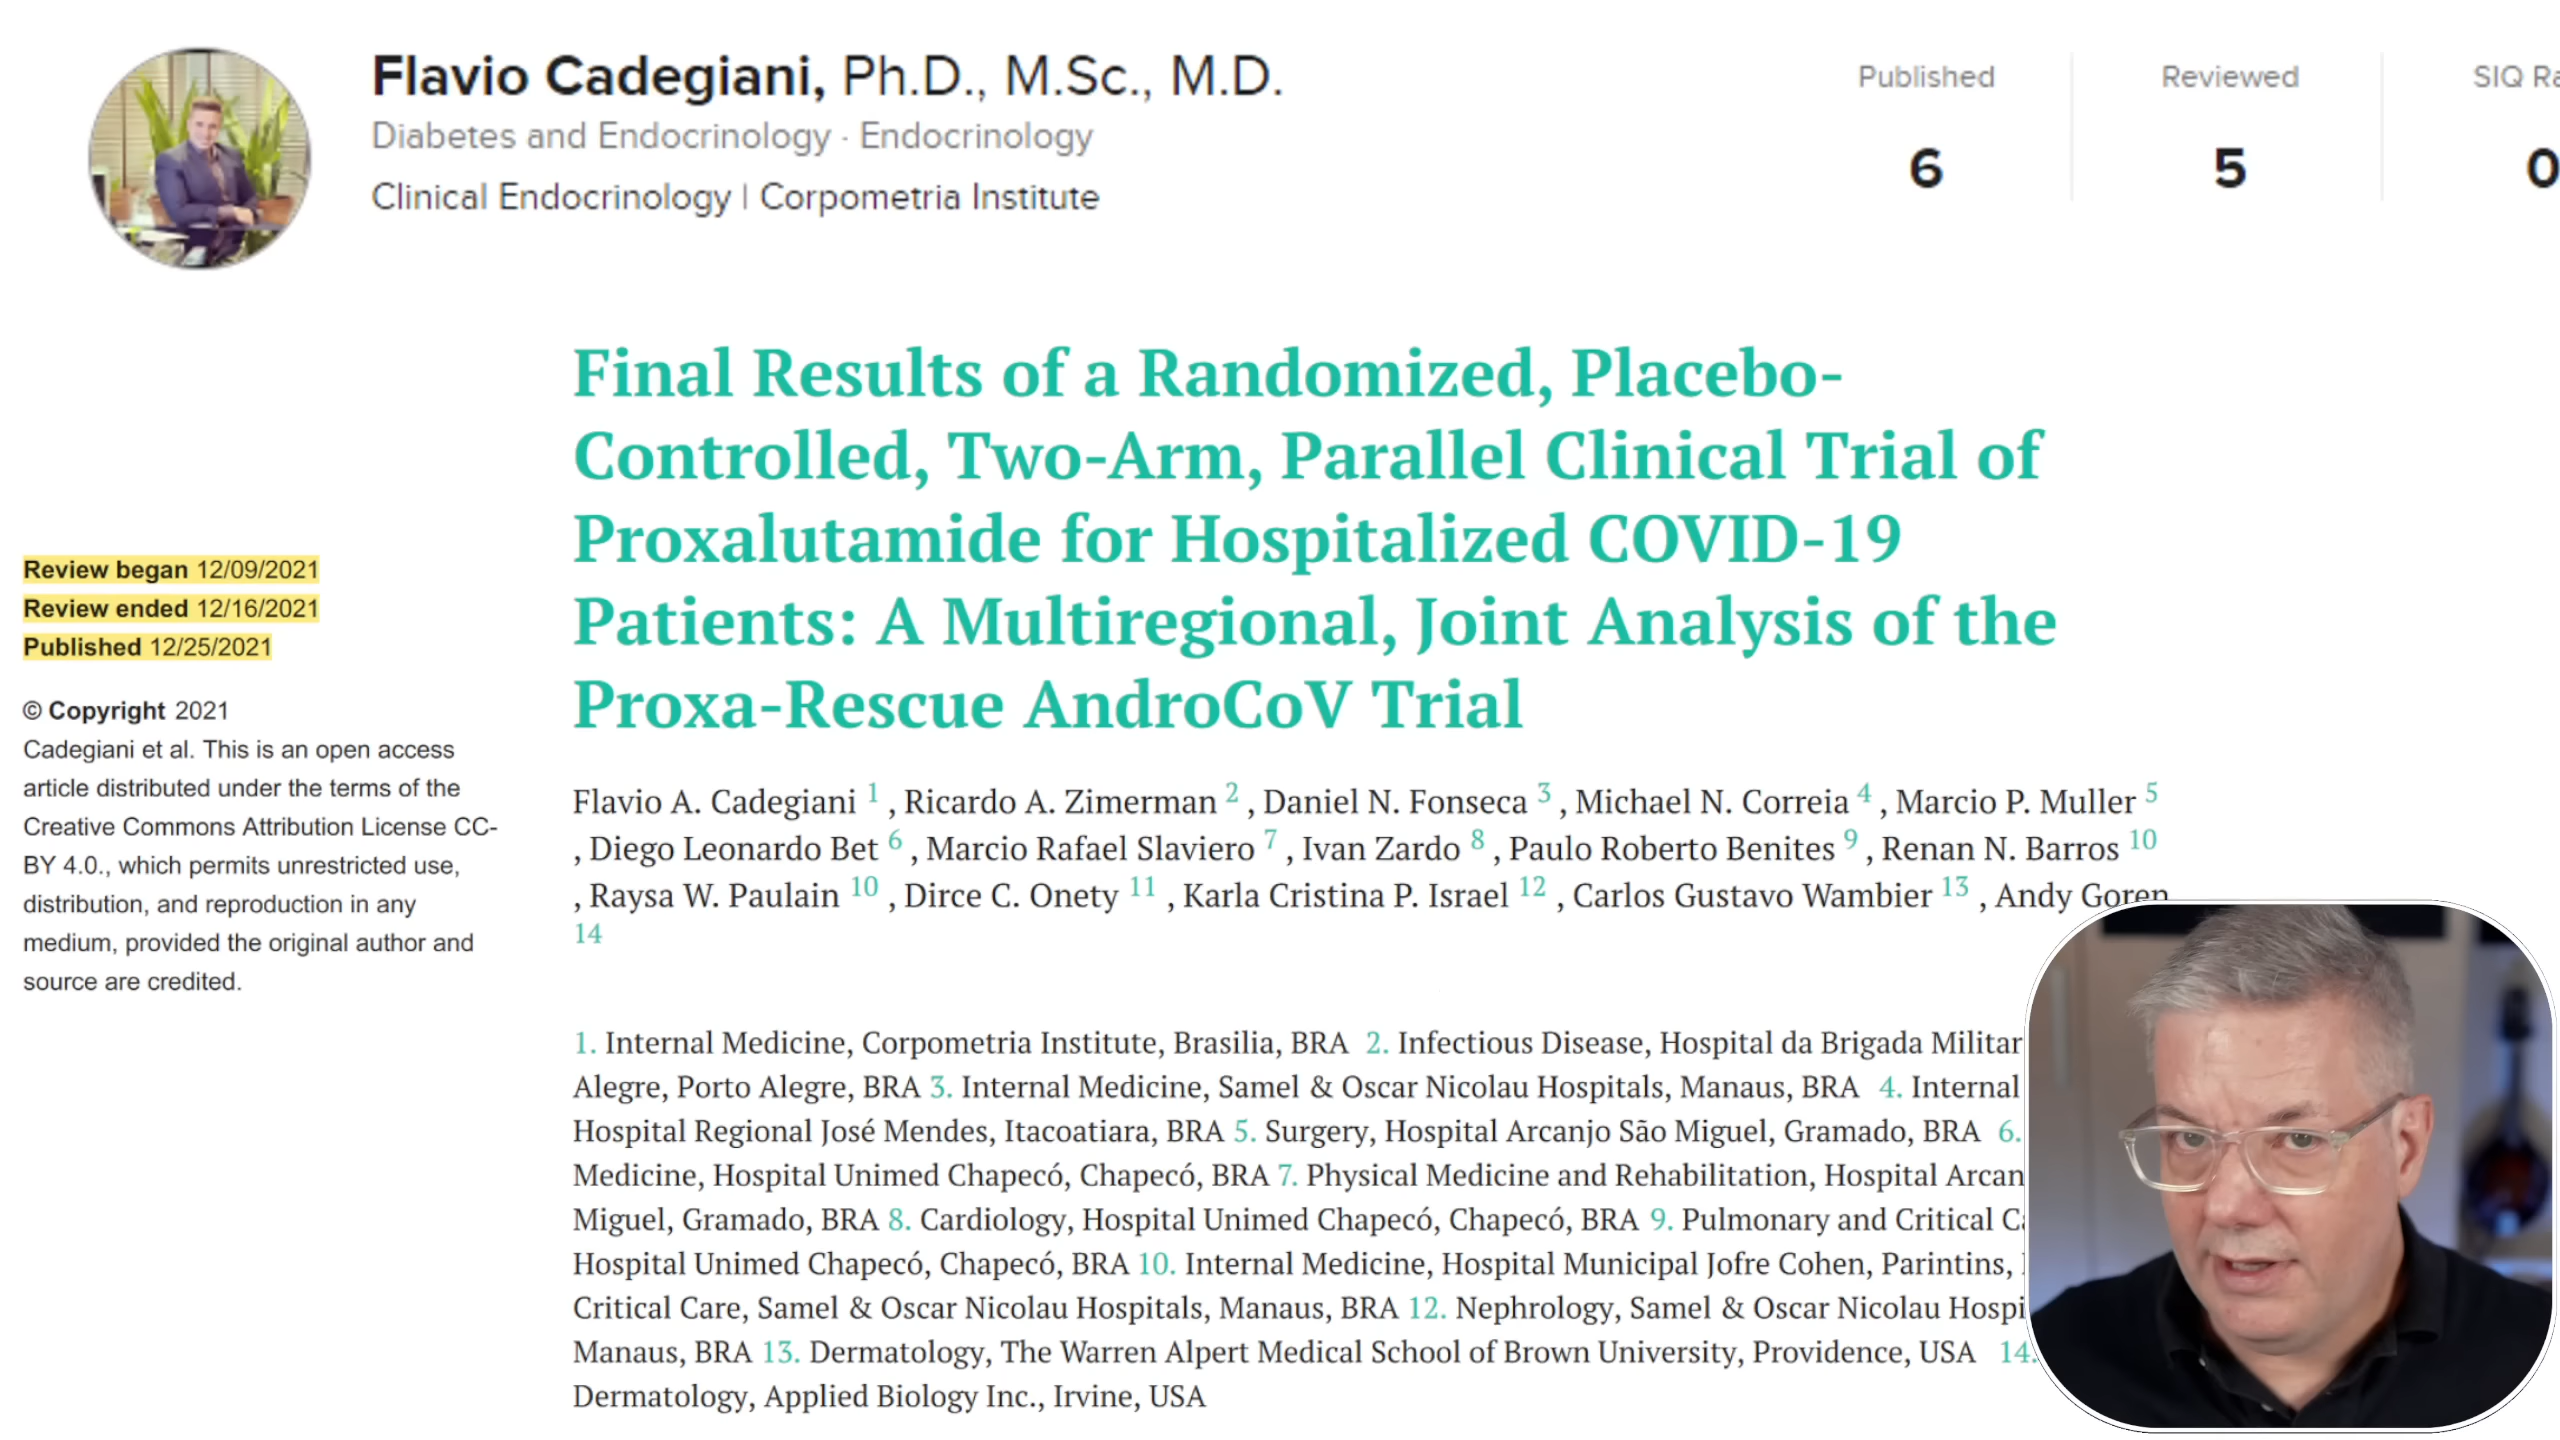 Flavio Cadegiani, Ph.D., M.Sc., M.D.
Diabetes and Endocrinology · Endocrinology
Clinical Endocrinology | Corpometria Institute
Published
6
Reviewed
5
SIQ
0
Final Results of a Randomized, Placebo-
Controlled, Two-Arm, Parallel Clinical Trial of
Proxalutamide for Hospitalized COVID-19
Patients: A Multiregional, Joint Analysis of the
Proxa-Rescue AndroCoV Trial
Review began 12/09/2021
Review ended 12/16/2021
Published 12/25/2021
© Copyright 2021
Cadegiani et al. This is an open access
article distributed under the terms of the
Creative Commons Attribution License CC-
BY 4.0., which permits unrestricted use,
distribution, and reproduction in any
medium, provided the original author and
source are credited.
Flavio A. Cadegiani 1 , Ricardo A. Zimerman 2 , Daniel N. Fonseca 3 , Michael N. Correia 4 , Marcio P. Muller 5
, Diego Leonardo Bet 6 , Marcio Rafael Slaviero 7 , Ivan Zardo 8 , Paulo Roberto Benites 9 , Renan N. Barros 10
, Raysa W. Paulain 10 , Dirce C. Onety 11 , Karla Cristina P. Israel 12 , Carlos Gustavo Wambier 13 , Andy Goren
14
1. Internal Medicine, Corpometria Institute, Brasilia, BRA 2. Infectious Disease, Hospital da Brigada Militar
Alegre, Porto Alegre, BRA 3. Internal Medicine, Samel & Oscar Nicolau Hospitals, Manaus, BRA 4. Internal
Hospital Regional José Mendes, Itacoatiara, BRA 5. Surgery, Hospital Arcanjo São Miguel, Gramado, BRA 6.
Medicine, Hospital Unimed Chapecó, Chapecó, BRA 7. Physical Medicine and Rehabilitation, Hospital Arcan
Miguel, Gramado, BRA 8. Cardiology, Hospital Unimed Chapecó, Chapecó, BRA 9. Pulmonary and Critical
Hospital Unimed Chapecó, Chapecó, BRA 10. Internal Medicine, Hospital Municipal Jofre Cohen, Parintins,
Critical Care, Samel & Oscar Nicolau Hospitals, Manaus, BRA 12. Nephrology, Samel & Oscar Nicolau Hospi
Manaus, BRA 13. Dermatology, The Warren Alpert Medical School of Brown University, Providence, USA 14.
Dermatology, Applied Biology Inc., Irvine, USA